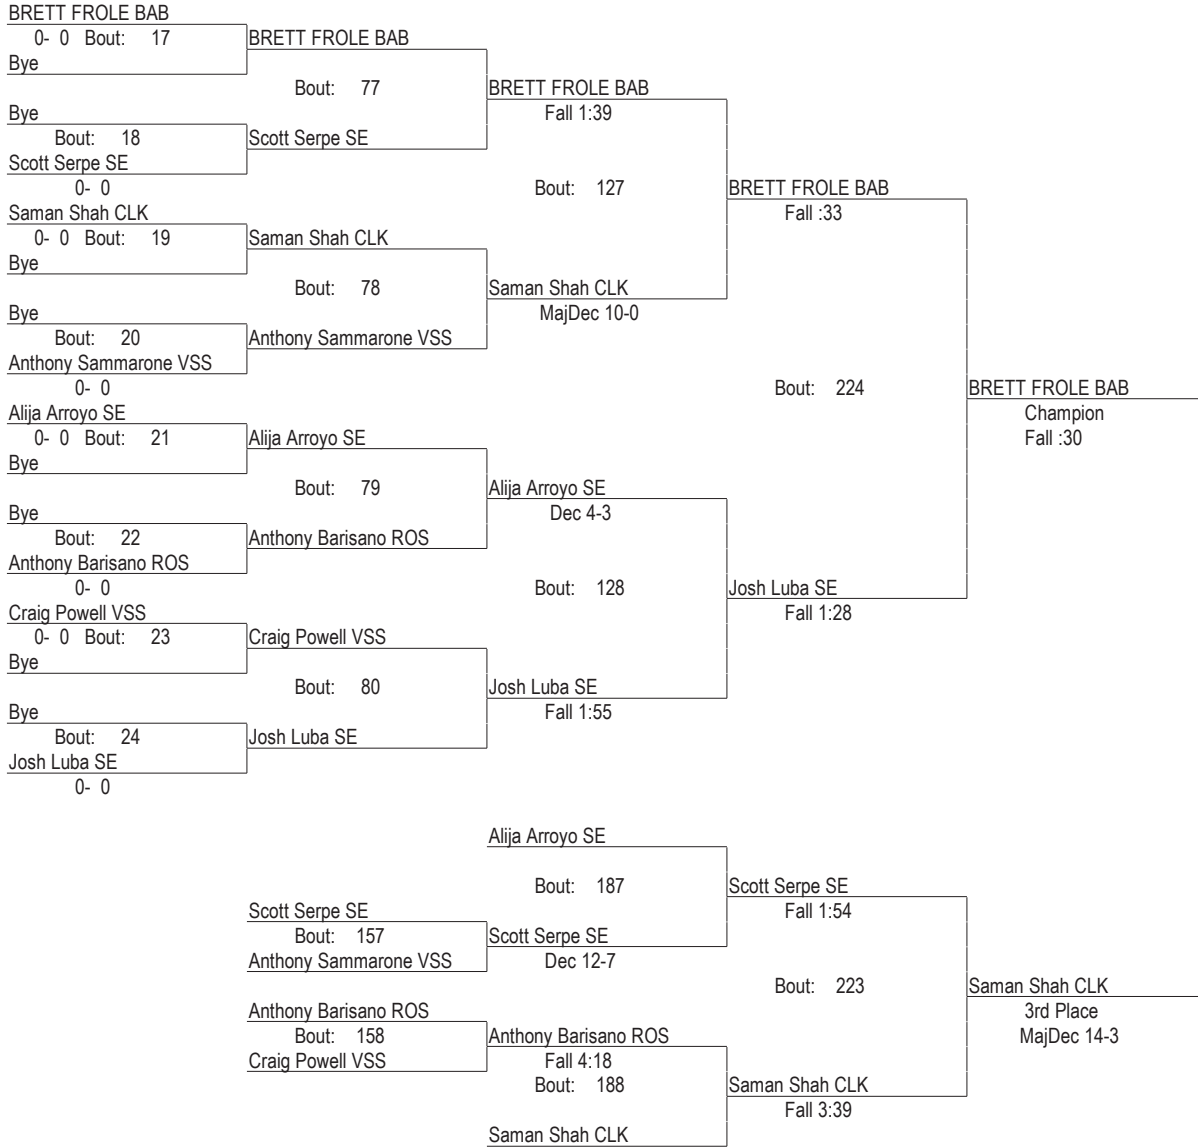 BRETT FROLE BAB
0- 0 Bout: 17 BRETT FROLE BAB
Bye
Bout: 77 BRETT FROLE BAB
Bye Fall 1:39
Bout: 18 Scott Serpe SE
Scott Serpe SE
0- 0 Bout: 127 BRETT FROLE BAB
Saman Shah CLK Fall :33
0- 0 Bout: 19 Saman Shah CLK
Bye
Bout: 78 Saman Shah CLK
Bye MajDec 10-0
Bout: 20 Anthony Sammarone VSS
Anthony Sammarone VSS
0- 0 Bout: 224 BRETT FROLE BAB
Alija Arroyo SE Champion
0- 0 Bout: 21 Alija Arroyo SE Fall :30
Bye
Bout: 79 Alija Arroyo SE
Bye Dec 4-3
Bout: 22 Anthony Barisano ROS
Anthony Barisano ROS
0- 0 Bout: 128 Josh Luba SE
Craig Powell VSS Fall 1:28
0- 0 Bout: 23 Craig Powell VSS
Bye
Bout: 80 Josh Luba SE
Bye Fall 1:55
Bout: 24 Josh Luba SE
Josh Luba SE
0- 0
Alija Arroyo SE
Bout: 187 Scott Serpe SE
Scott Serpe SE Fall 1:54
Bout: 157 Scott Serpe SE
Anthony Sammarone VSS Dec 12-7
Bout: 223 Saman Shah CLK
Anthony Barisano ROS 3rd Place
Bout: 158 Anthony Barisano ROS MajDec 14-3
Craig Powell VSS Fall 4:18
Bout: 188 Saman Shah CLK
Fall 3:39
Saman Shah CLK